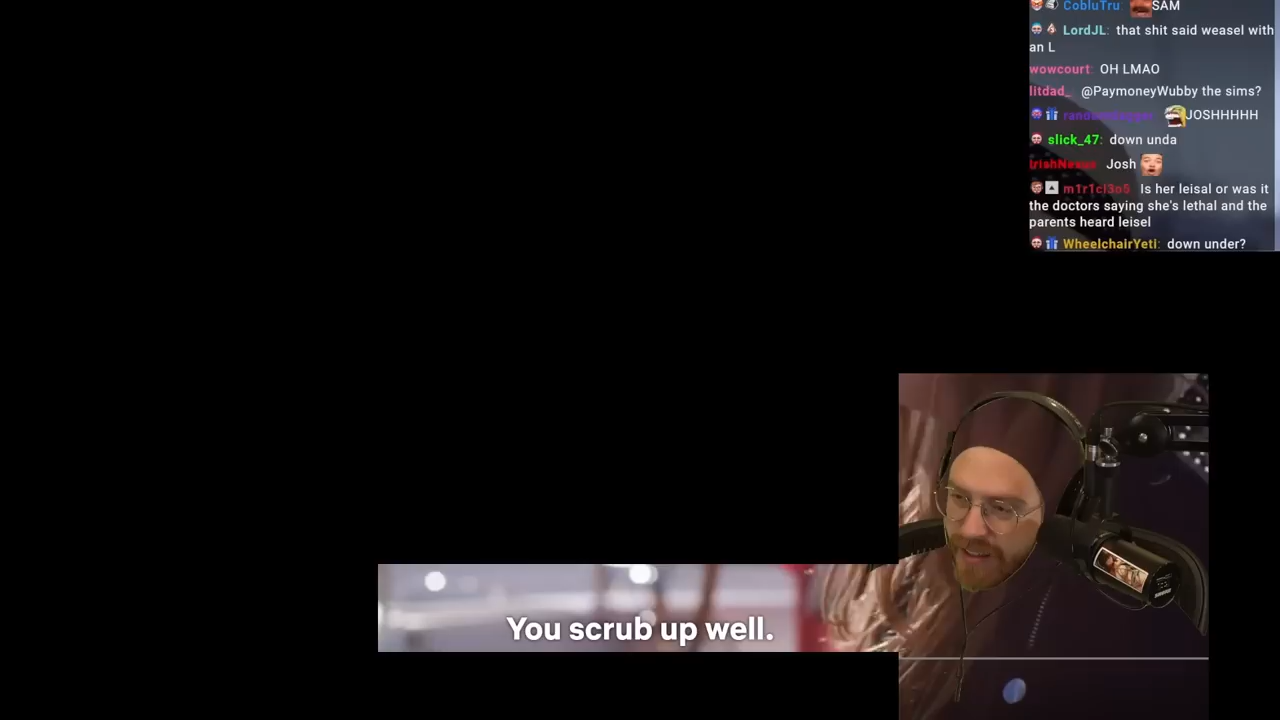 CobluTru: SAM
LordJL: that shit said weasel with
an L
wowcourt: OH LMAO
litdad_: @PaymoneyWubby the sims?
JOSHHHHH
slick_47: down unda
IrishNexus: Josh
m1r1cl3n5: Is her leisal or was it
the doctors saying she's lethal and the
parents heard leisel
WheelchairYeti: down under?
You scrub up well.